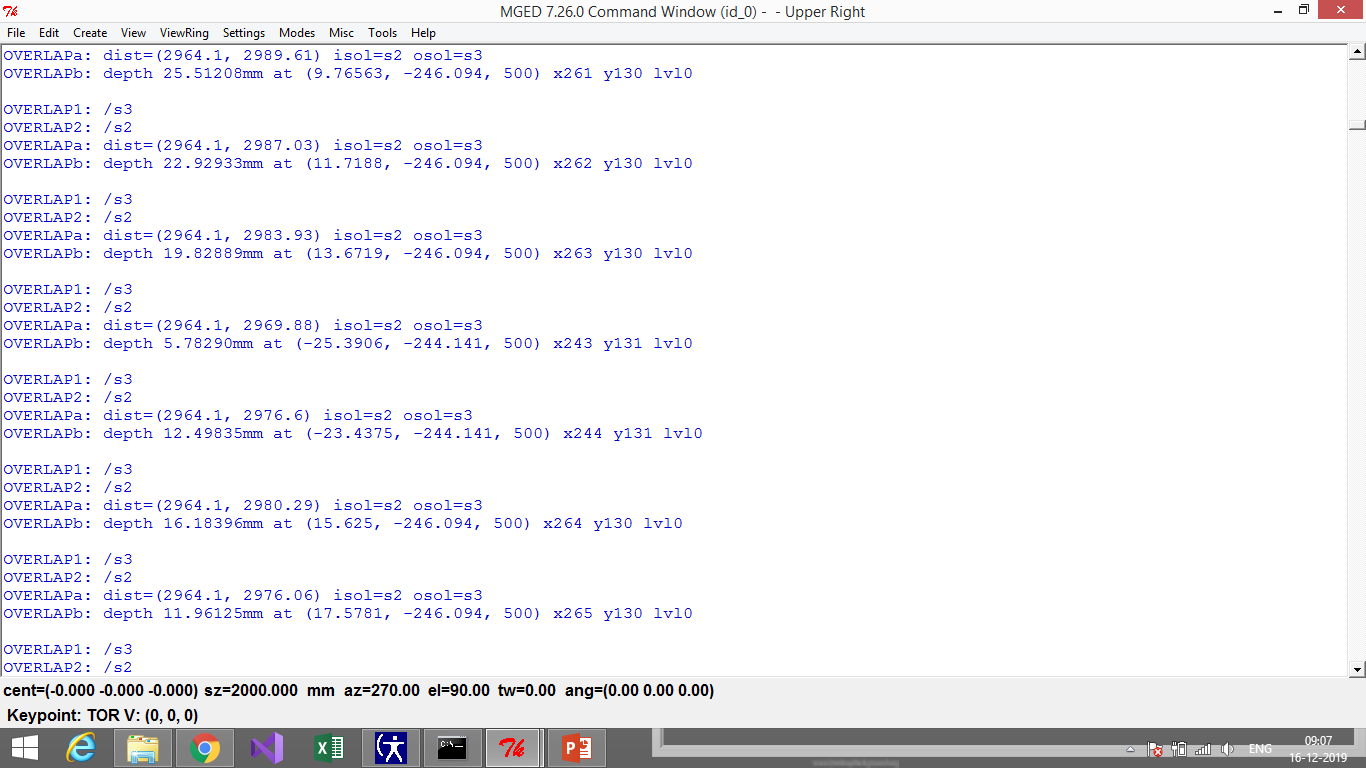 MGED 7.26.0 Command Window (id_0) -  - Upper Right
File Edit Create View ViewRing Settings Modes Misc Tools Help
OVERLAPa: dist=(2964.1, 2989.61) isol=s2 osol=s3
OVERLAPb: depth 25.51208mm at (9.76563, -246.094, 500) x261 y130 lvl0
OVERLAP1: /s3
OVERLAP2: /s2
OVERLAPa: dist=(2964.1, 2987.03) isol=s2 osol=s3
OVERLAPb: depth 22.92933mm at (11.7188, -246.094, 500) x262 y130 lvl0
OVERLAP1: /s3
OVERLAP2: /s2
OVERLAPa: dist=(2964.1, 2983.93) isol=s2 osol=s3
OVERLAPb: depth 19.82889mm at (13.6719, -246.094, 500) x263 y130 lvl0
OVERLAP1: /s3
OVERLAP2: /s2
OVERLAPa: dist=(2964.1, 2969.88) isol=s2 osol=s3
OVERLAPb: depth 5.78290mm at (-25.3906, -244.141, 500) x243 y131 lvl0
OVERLAP1: /s3
OVERLAP2: /s2
OVERLAPa: dist=(2964.1, 2976.6) isol=s2 osol=s3
OVERLAPb: depth 12.49835mm at (-23.4375, -244.141, 500) x244 y131 lvl0
OVERLAP1: /s3
OVERLAP2: /s2
OVERLAPa: dist=(2964.1, 2980.29) isol=s2 osol=s3
OVERLAPb: depth 16.18396mm at (15.625, -246.094, 500) x264 y130 lvl0
OVERLAP1: /s3
OVERLAP2: /s2
OVERLAPa: dist=(2964.1, 2976.06) isol=s2 osol=s3
OVERLAPb: depth 11.96125mm at (17.5781, -246.094, 500) x265 y130 lvl0
OVERLAP1: /s3
OVERLAP2: /s2
cent=(-0.000 -0.000 -0.000) sz=2000.000 mm az=270.00 el=90.00 tw=0.00 ang=(0.00 0.00 0.00)
Keypoint: TOR V: (0, 0, 0)
ENG
09:07
16-12-2019